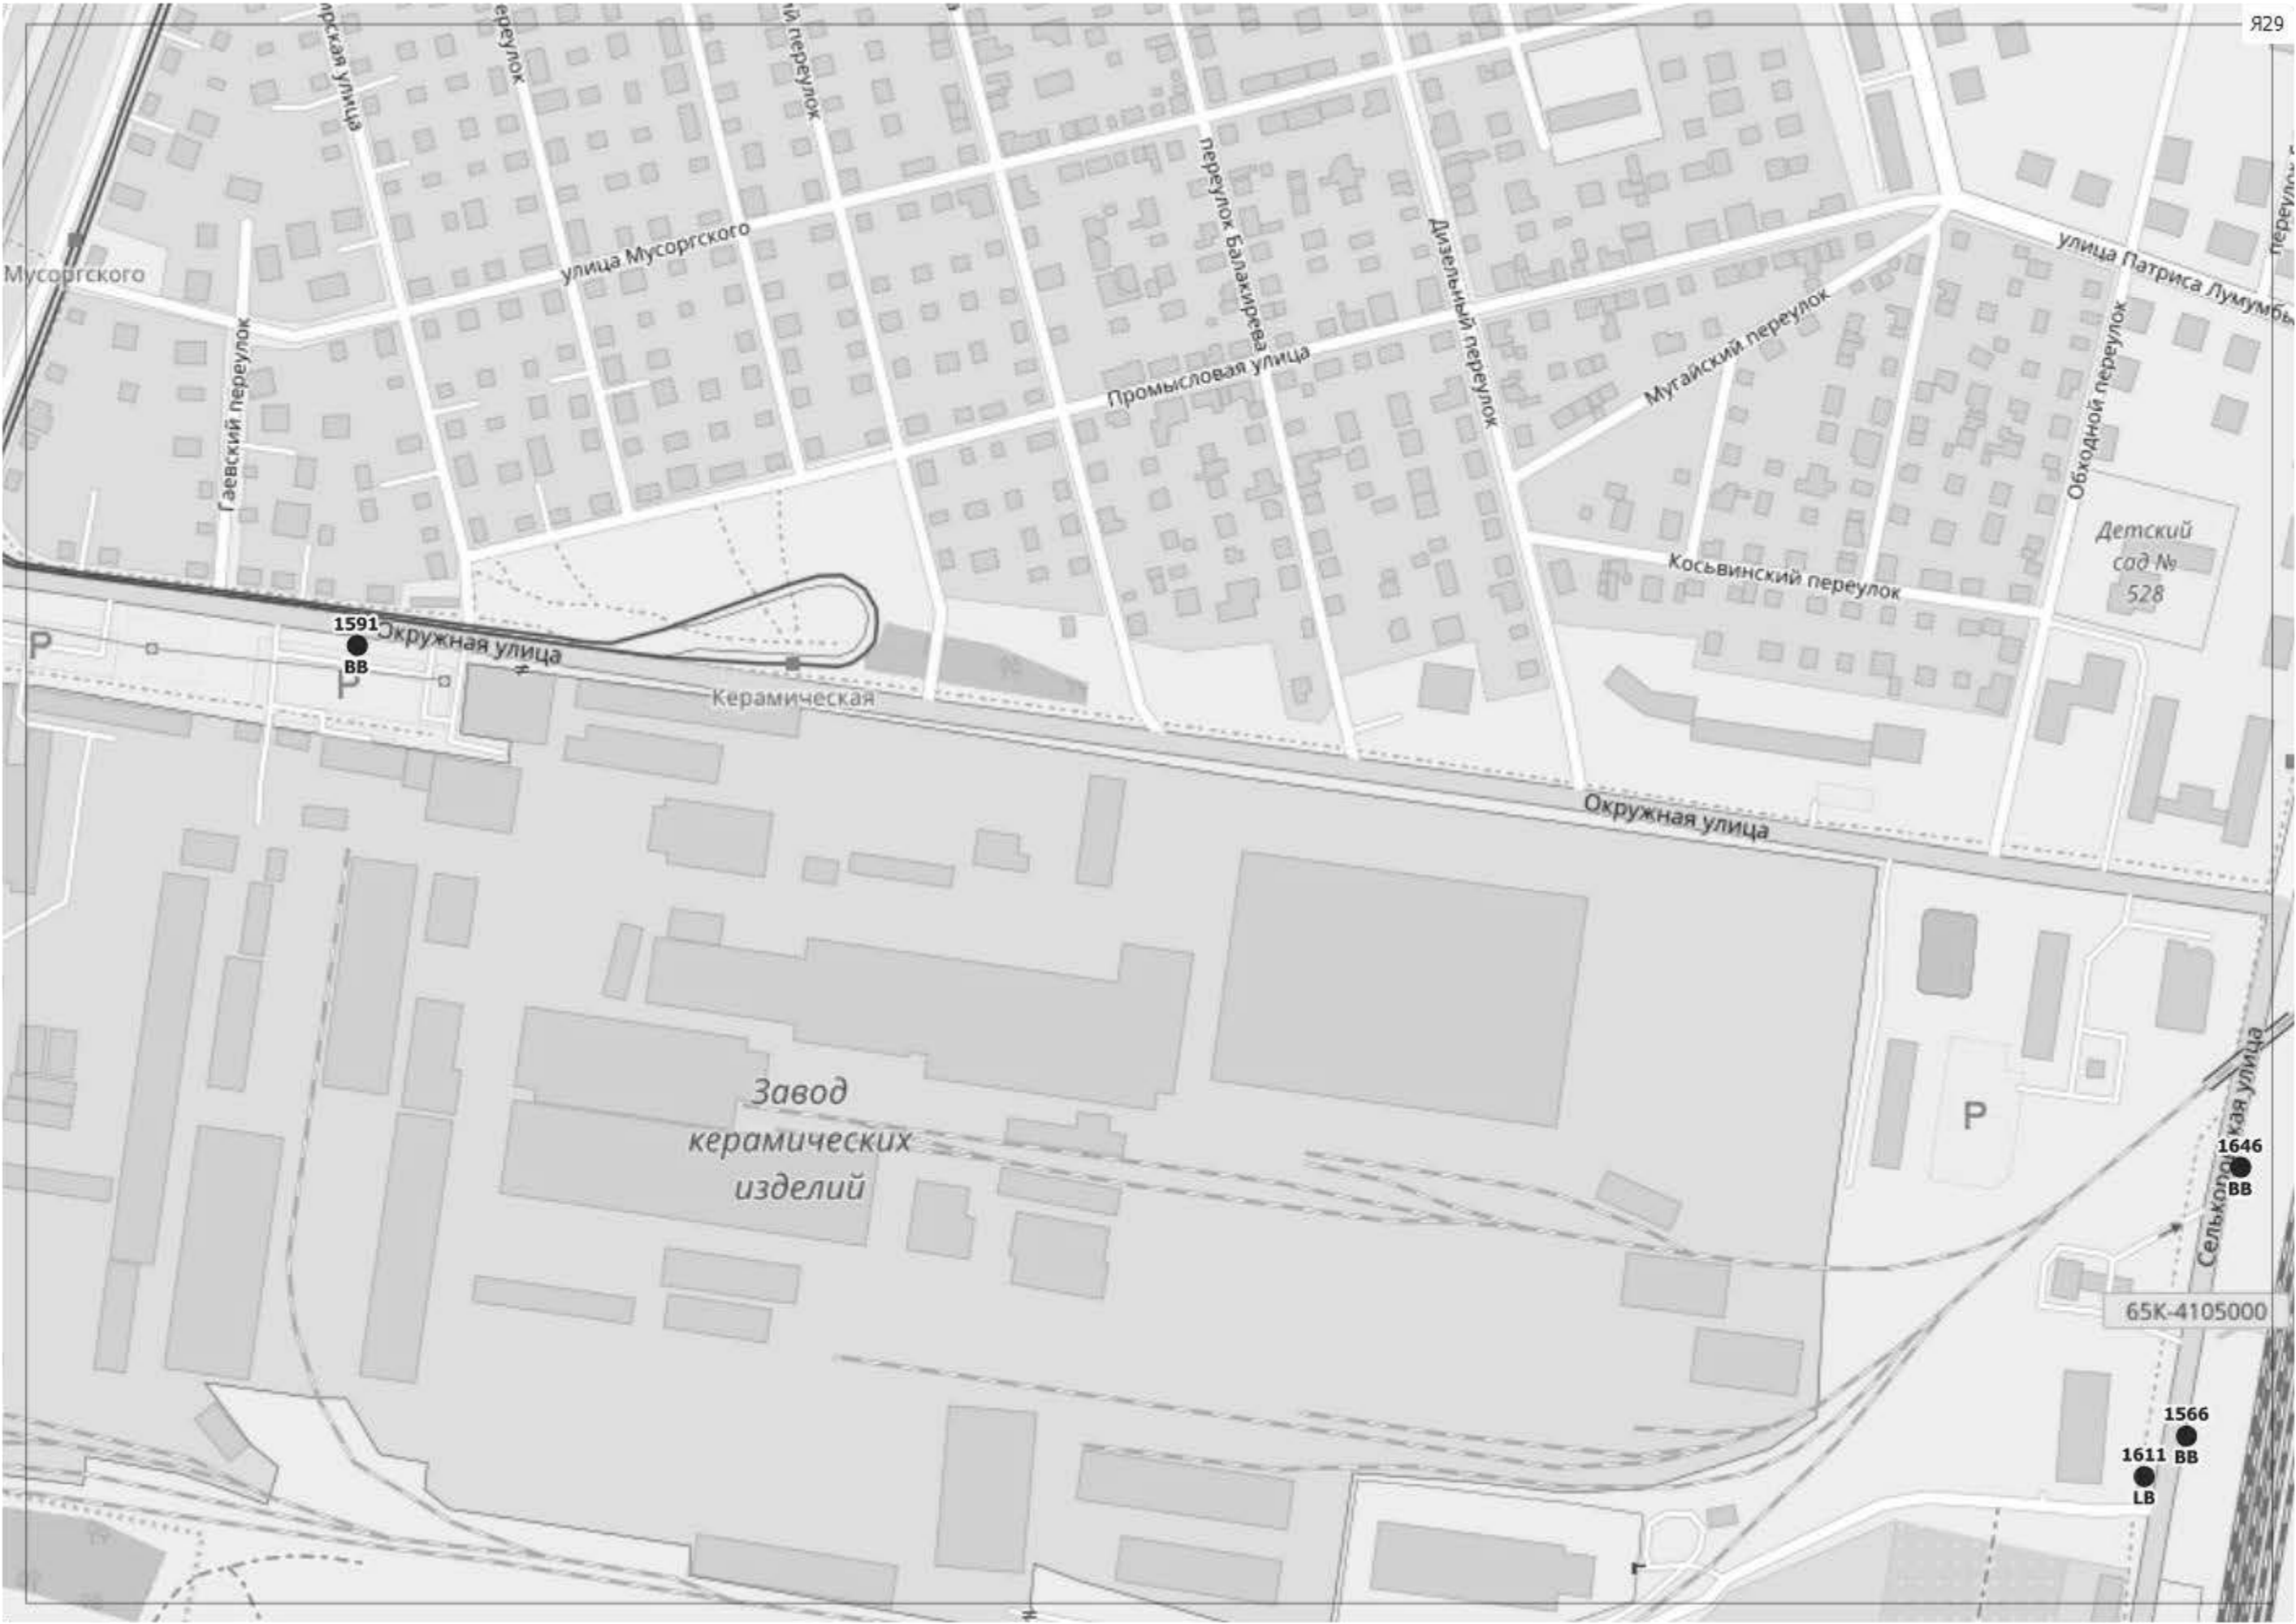 Я29
улица
переулок
переулок
улица Мусоргского
Мусоргского
Гаевский переулок
переулок Балакирева
Дизельный переулок
Промысловая улица
Мугайский переулок
улица Патриса Лумумбы
Обходной переулок
переулок
Косьвинский переулок
Детский
сад №
528
1591
BB
Окружная улица
P
P
Керамическая
Окружная улица
Завод
керамических
изделий
P
1646
BB
65К-4105000
1566
BB
1611
LB